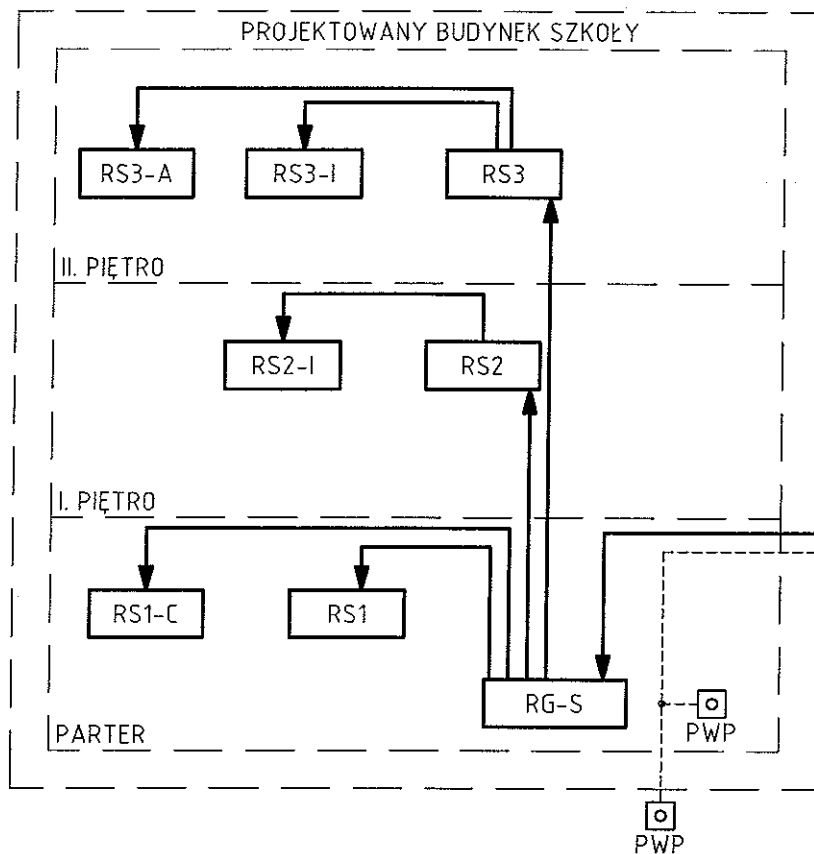 PROJEKTOWANY BUDYNEK SZKOŁY
RS3-A
RS3-I
RS3
II. PIĘTRO
RS2-I
RS2
I. PIĘTRO
RS1-C
RS1
RG-S
PWP
PARTER
PWP